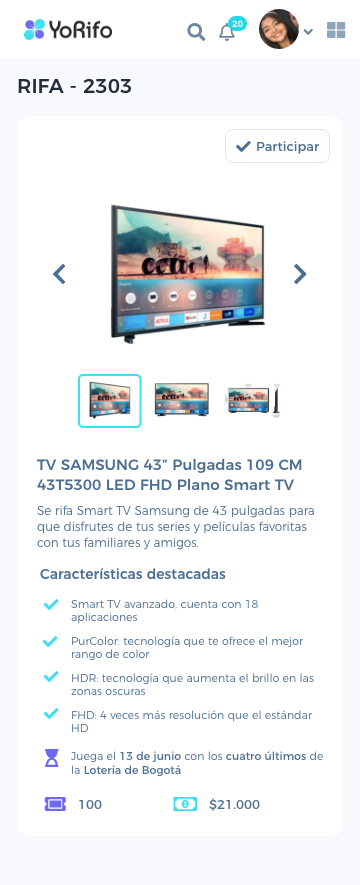 YoRifo
20
RIFA - 2303
Participar
TV SAMSUNG 43” Pulgadas 109 CM
43T5300 LED FHD Plano Smart TV
Se rifa Smart TV Samsung de 43 pulgadas para
que disfrutes de tus series y películas favoritas
con tus familiares y amigos.
Características destacadas
Smart TV avanzado, cuenta con 18
aplicaciones
PurColor: tecnología que te ofrece el mejor
rango de color
HDR: tecnología que aumenta el brillo en las
zonas oscuras
FHD: 4 veces más resolución que el estándar
HD
Juega el 13 de junio con los cuatro últimos de
la Lotería de Bogotá
100
$21.000